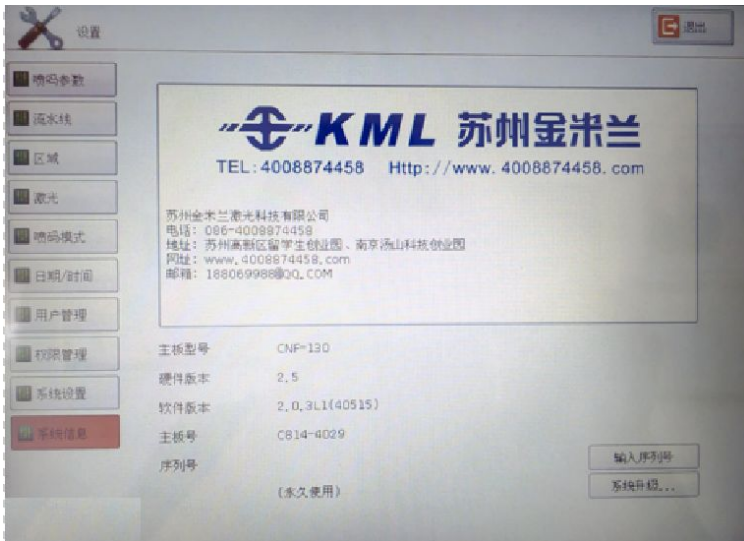 设置
退出
喷码参数
流水线
区域
激光
喷码模式
日期/时间
用户管理
权限管理
系统设置
系统信息
KML 苏州金米兰
TEL:4008874458 Http://www.4008874458.com
苏州金米兰激光科技有限公司
电话: 086-4008874458
地址: 苏州高新区留学生创业园、南京汤山科技创业园
网址: www.4008874458.com
邮箱: 188069988@QQ.COM
主板型号 CNF-130
硬件版本 2.5
软件版本 2.0.3L1(40515)
主板号 C814-4029
序列号
(永久使用)
输入序列号
系统升级...